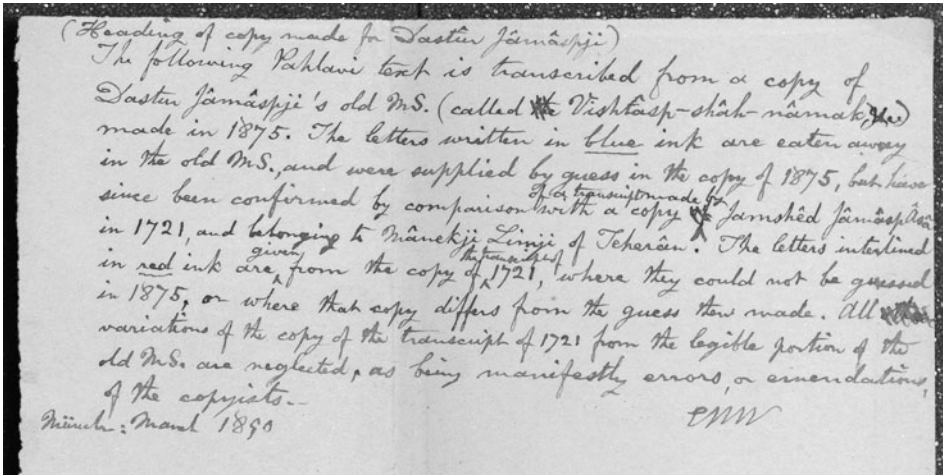 (Heading of copy made for Dastûr Jâmâspji)
The following Pahlavi text is transcribed from a copy of
Dastur Jâmâspji's old MS. (called Vishtâsp-shâh-nâmak,
made in 1875. The letters written in blue ink are eaten away
in the old MS., and were supplied by guess in the copy of 1875, but have
of a transcript made by
since been confirmed by comparison with a copy Jamshêd Jâmâsp
in 1721, and belonging to Mânekji Limji of Teherân. The letters interlined
given the transcript of
in red ink are, from the copy of 1721, where they could not be guessed
in 1875, or where that copy differs from the guess then made. All
variations of the copy of the transcript of 1721 from the legible portion of the
old MS. are neglected, as being manifestly errors, or emendations,
of the copyists.
EWW
March 1890